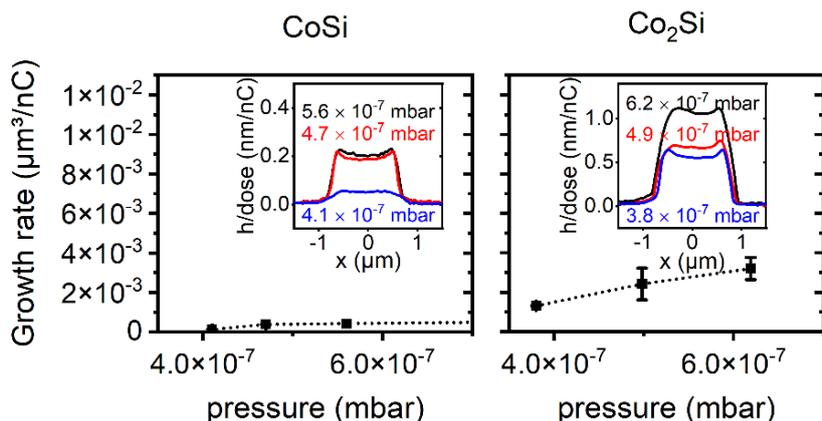 CoSi
Co₂Si
Growth rate (µm³/nC)
1×10⁻²
1×10⁻²
8×10⁻³
6×10⁻³
4×10⁻³
2×10⁻³
0
4.0×10⁻⁷
6.0×10⁻⁷
pressure (mbar)
h/dose (nm/nC)
0.4
0.2
0.0
5.6 × 10⁻⁷ mbar
4.7 × 10⁻⁷ mbar
4.1 × 10⁻⁷ mbar
-1
0
1
x (µm)
h/dose (nm/nC)
1.0
0.5
0.0
6.2 × 10⁻⁷ mbar
4.9 × 10⁻⁷ mbar
3.8 × 10⁻⁷ mbar
-1
0
1
x (µm)
4.0×10⁻⁷
6.0×10⁻⁷
pressure (mbar)